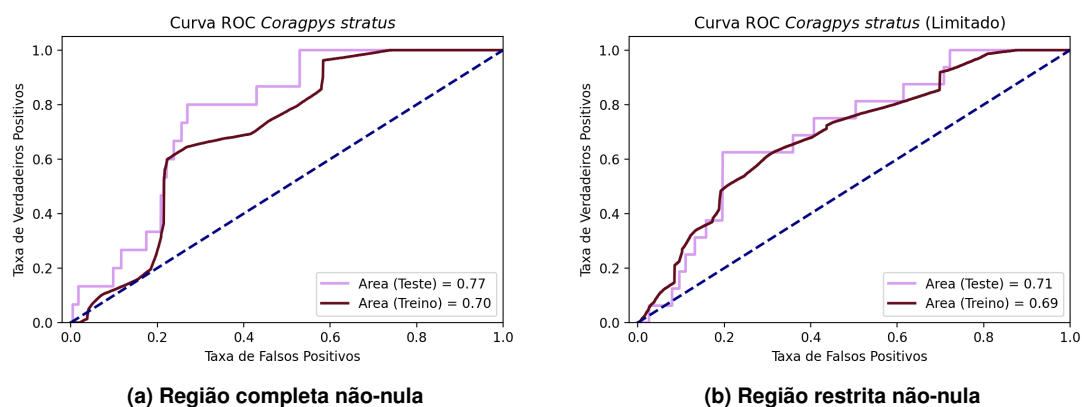 Curva ROC Coragpys stratus
Taxa de Verdadeiros Positivos
1.0
0.8
0.6
0.4
0.2
0.0
0.0 0.2 0.4 0.6 0.8 1.0
Taxa de Falsos Positivos
Area (Teste) = 0.77
Area (Treino) = 0.70
(a) Região completa não-nula
Curva ROC Coragpys stratus (Limitado)
Taxa de Verdadeiros Positivos
1.0
0.8
0.6
0.4
0.2
0.0
0.0 0.2 0.4 0.6 0.8 1.0
Taxa de Falsos Positivos
Area (Teste) = 0.71
Area (Treino) = 0.69
(b) Região restrita não-nula